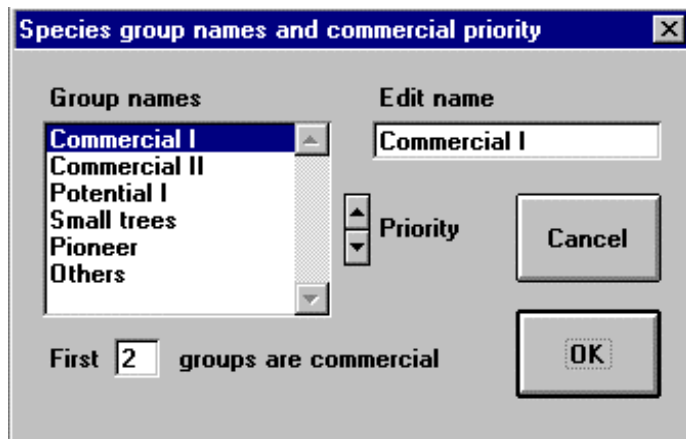 Species group names and commercial priority
Group names
Edit name
Commercial I
Commercial II
Potential I
Small trees
Pioneer
Others
Commercial I
Priority
Cancel
First 2 groups are commercial
OK